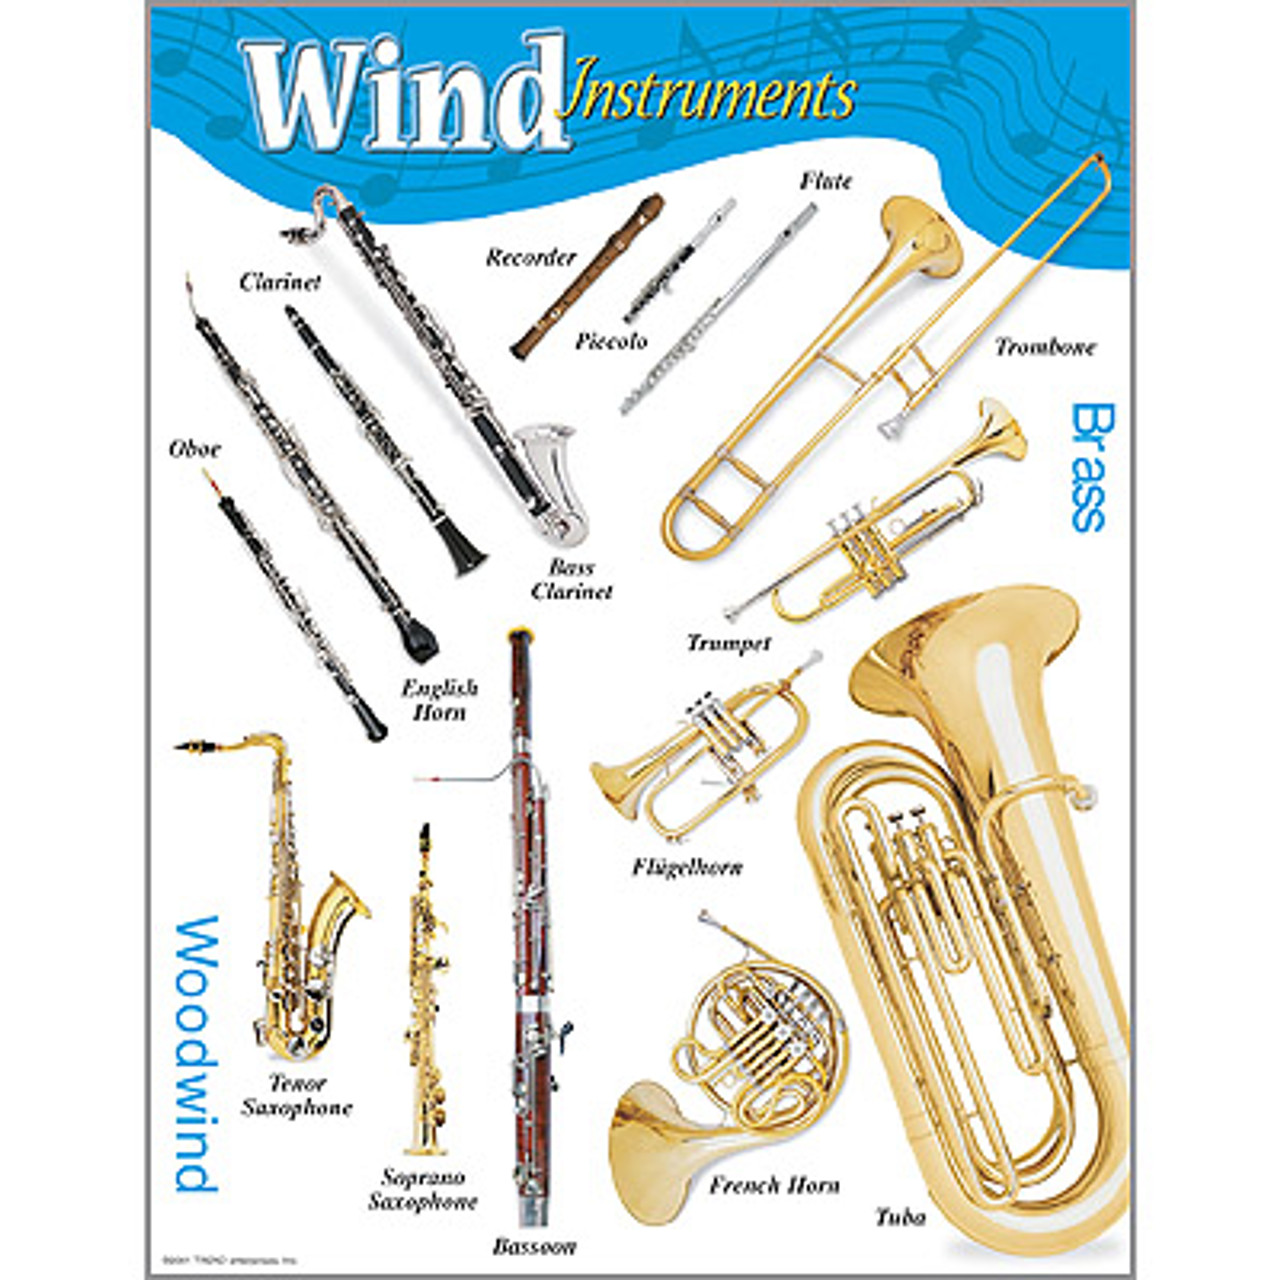 Wind Instruments
Flute
Recorder
Clarinet
Piccolo
Trombone
Brass
Oboe
Bass
Clarinet
Trumpet
English
Horn
Flügelhorn
Woodwind
Tenor
Saxophone
Soprano
Saxophone
French Horn
Tuba
Bassoon